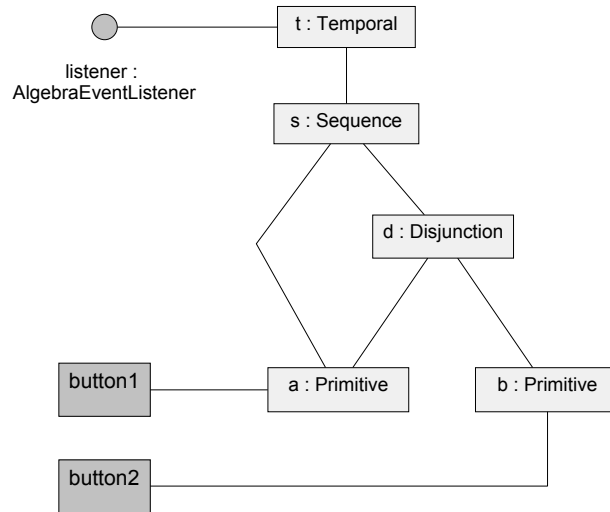 t : Temporal
listener :
AlgebraEventListener
s : Sequence
d : Disjunction
button1
a : Primitive
b : Primitive
button2